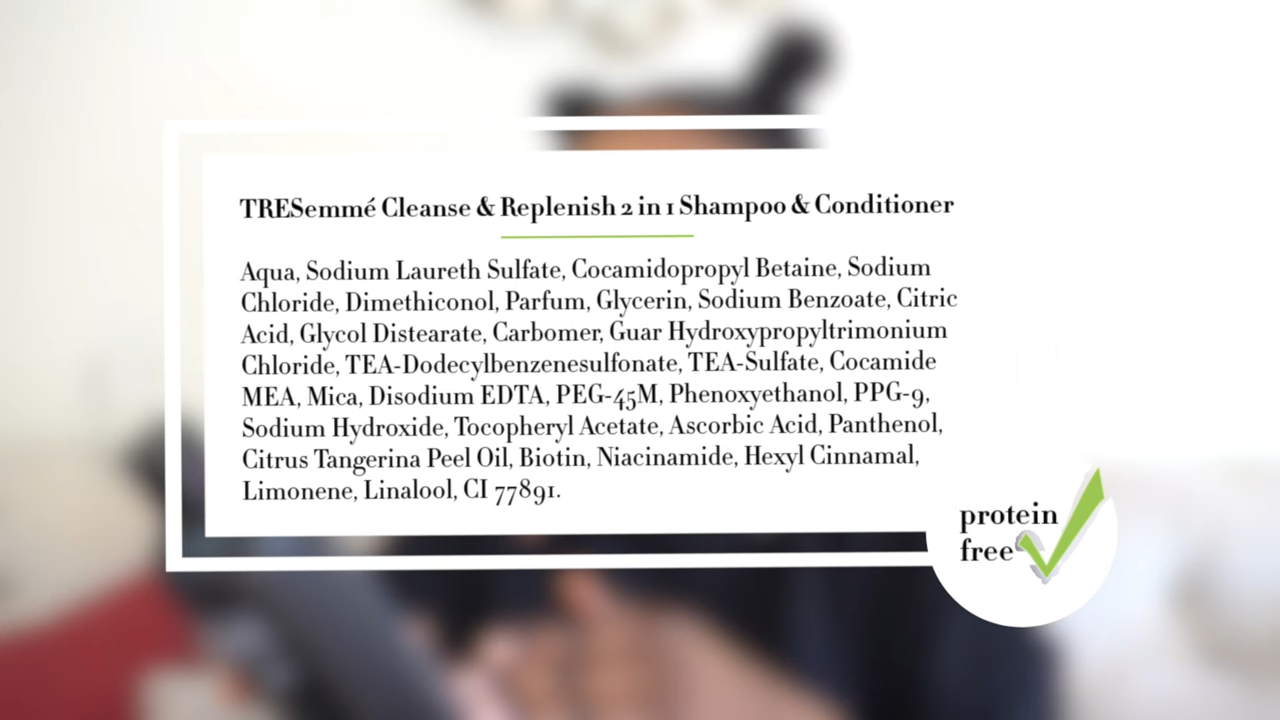 TRESemmé Cleanse & Replenish 2 in 1 Shampoo & Conditioner
Aqua, Sodium Laureth Sulfate, Cocamidopropyl Betaine, Sodium
Chloride, Dimethiconol, Parfum, Glycerin, Sodium Benzoate, Citric
Acid, Glycol Distearate, Carbomer, Guar Hydroxypropyltrimonium
Chloride, TEA-Dodecylbenzenesulfonate, TEA-Sulfate, Cocamide
MEA, Mica, Disodium EDTA, PEG-45M, Phenoxyethanol, PPG-9,
Sodium Hydroxide, Tocopheryl Acetate, Ascorbic Acid, Panthenol,
Citrus Tangerina Peel Oil, Biotin, Niacinamide, Hexyl Cinnamal,
Limonene, Linalool, CI 77891.
protein
free